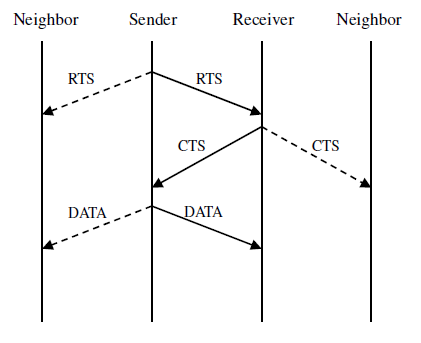 Neighbor Sender Receiver Neighbor
RTS RTS
CTS CTS
DATA DATA